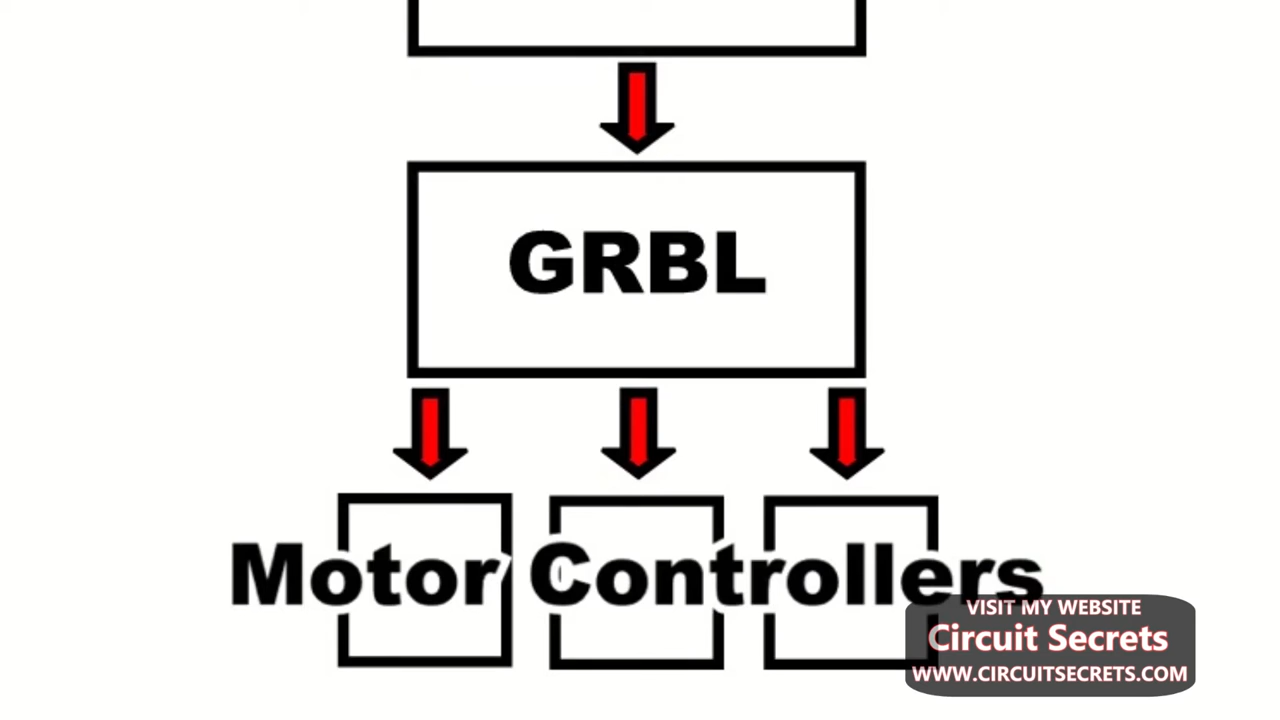 GRBL
Motor Controllers
VISIT MY WEBSITE
Circuit Secrets
WWW.CIRCUITSECRETS.COM